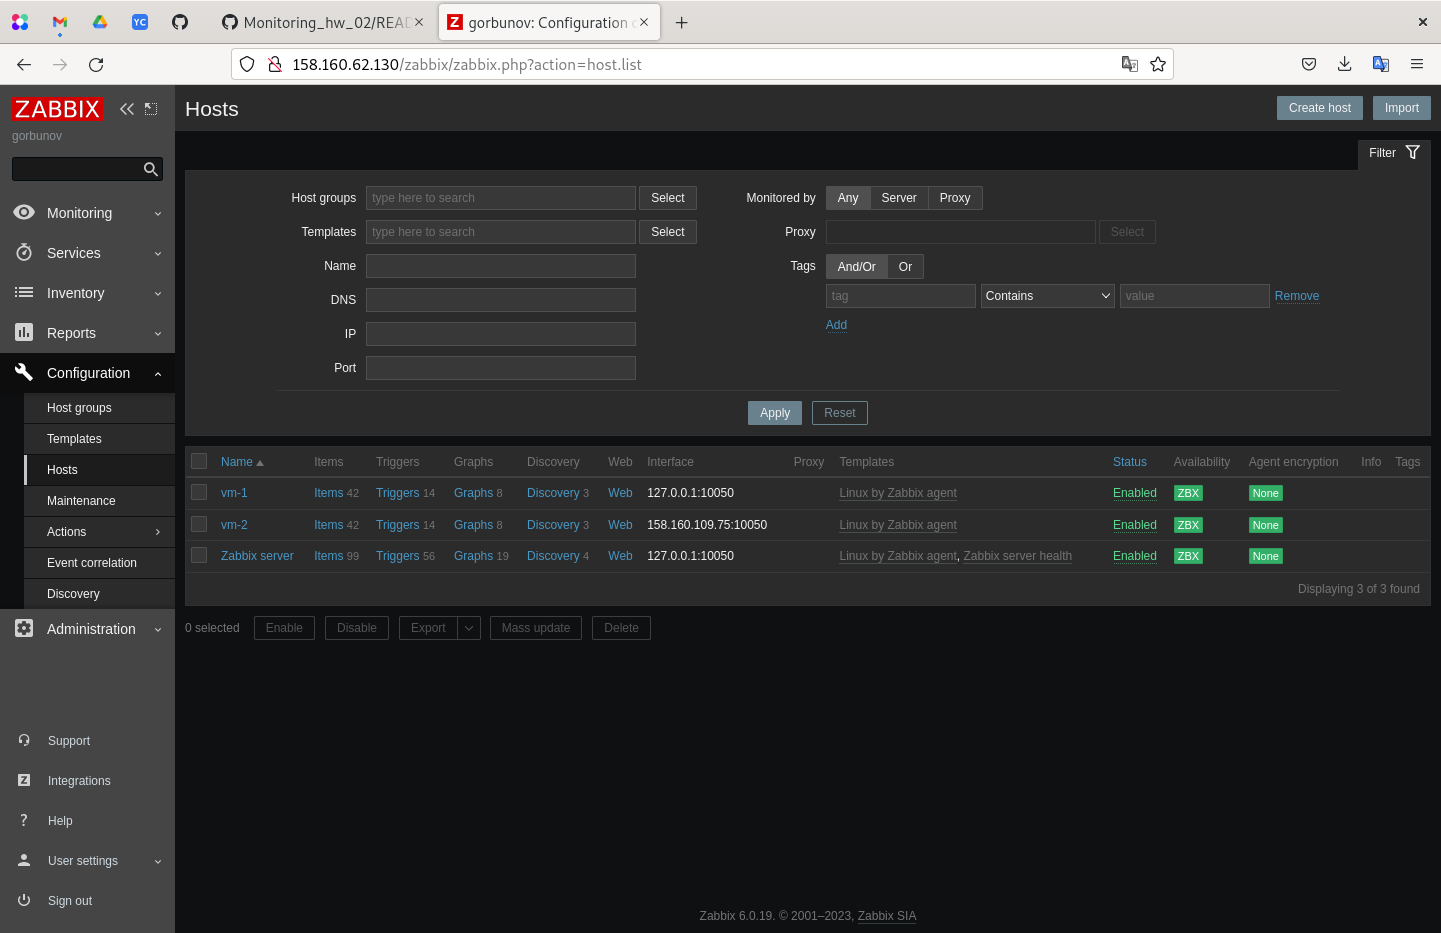 YC
Monitoring_hw_02/READ
Z gorbunov: Configuration o
158.160.62.130/zabbix/zabbix.php?action=host.list
ZABBIX
gorbunov
Hosts
Create host
Import
Filter
Monitoring
Services
Inventory
Reports
Configuration
Host groups
Templates
Hosts
Maintenance
Actions
Event correlation
Discovery
Administration
Support
Z Integrations
? Help
User settings
Sign out
Host groups type here to search Select
Templates type here to search Select
Name
DNS
IP
Port
Monitored by Any Server Proxy
Proxy Select
Tags And/Or Or
tag Contains value Remove
Add
Apply Reset
Name Items Triggers Graphs Discovery Web Interface Proxy Templates Status Availability Agent encryption Info Tags
vm-1 Items 42 Triggers 14 Graphs 8 Discovery 3 Web 127.0.0.1:10050 Linux by Zabbix agent Enabled ZBX None
vm-2 Items 42 Triggers 14 Graphs 8 Discovery 3 Web 158.160.109.75:10050 Linux by Zabbix agent Enabled ZBX None
Zabbix server Items 99 Triggers 56 Graphs 19 Discovery 4 Web 127.0.0.1:10050 Linux by Zabbix agent, Zabbix server health Enabled ZBX None
Displaying 3 of 3 found
0 selected Enable Disable Export Mass update Delete
Zabbix 6.0.19. © 2001–2023, Zabbix SIA